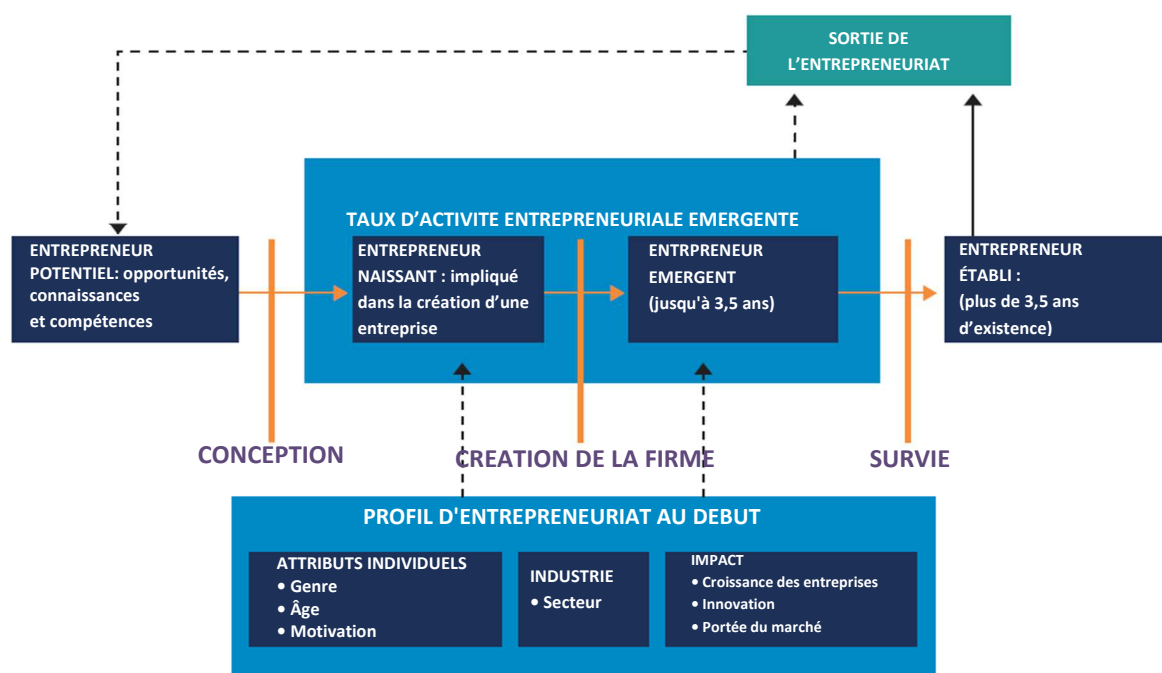 SORTIE DE
L'ENTREPRENEURIAT
TAUX D'ACTIVITE ENTREPRENEURIALE EMERGENTE
ENTREPRENEUR
POTENTIEL: opportunités,
connaissances
et compétences
ENTREPRENEUR
NAISSANT : impliqué
dans la création d'une
entreprise
ENTRPRENEUR
EMERGENT
(jusqu'à 3,5 ans)
ENTREPRENEUR
ÉTABLI :
(plus de 3,5 ans
d'existence)
CONCEPTION
CREATION DE LA FIRME
SURVIE
PROFIL D'ENTREPRENEURIAT AU DEBUT
ATTRIBUTS INDIVIDUELS
• Genre
• Âge
• Motivation
INDUSTRIE
• Secteur
IMPACT
• Croissance des entreprises
• Innovation
• Portée du marché